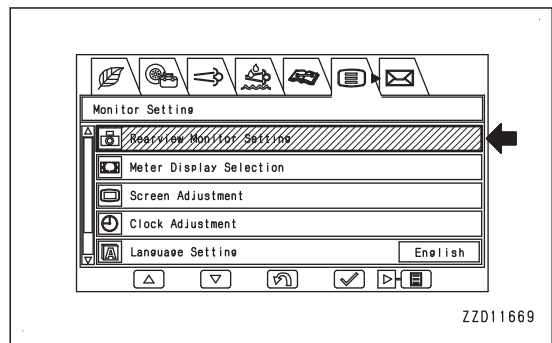 Monitor Setting
Rearview Monitor Setting
Meter Display Selection
Screen Adjustment
Clock Adjustment
A Language Setting English
ZZD11669